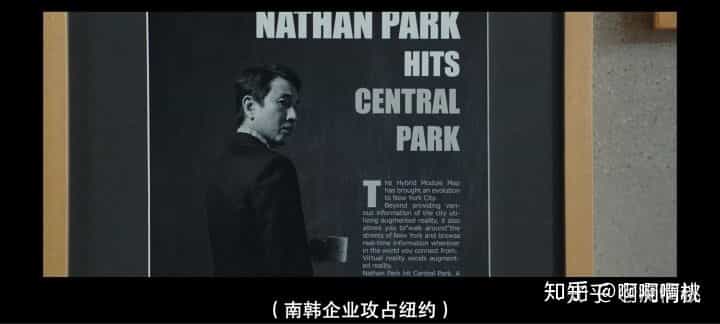 NATHAN PARK
HITS
CENTRAL
PARK
The Hybrid Module Map
has brought an evolution
to New York City.
Beyond providing vari-
ous information of the city uti-
lizing augmented reality, it also
allows you to"walk around"the
streets of New York and browse
real-time information wherever
in the world you connect from.
Virtual reality excels augment-
ed reality.
Nathan Park hit Central Park. A
(南韩企业攻占纽约)
知乎 @啊啊啊桃